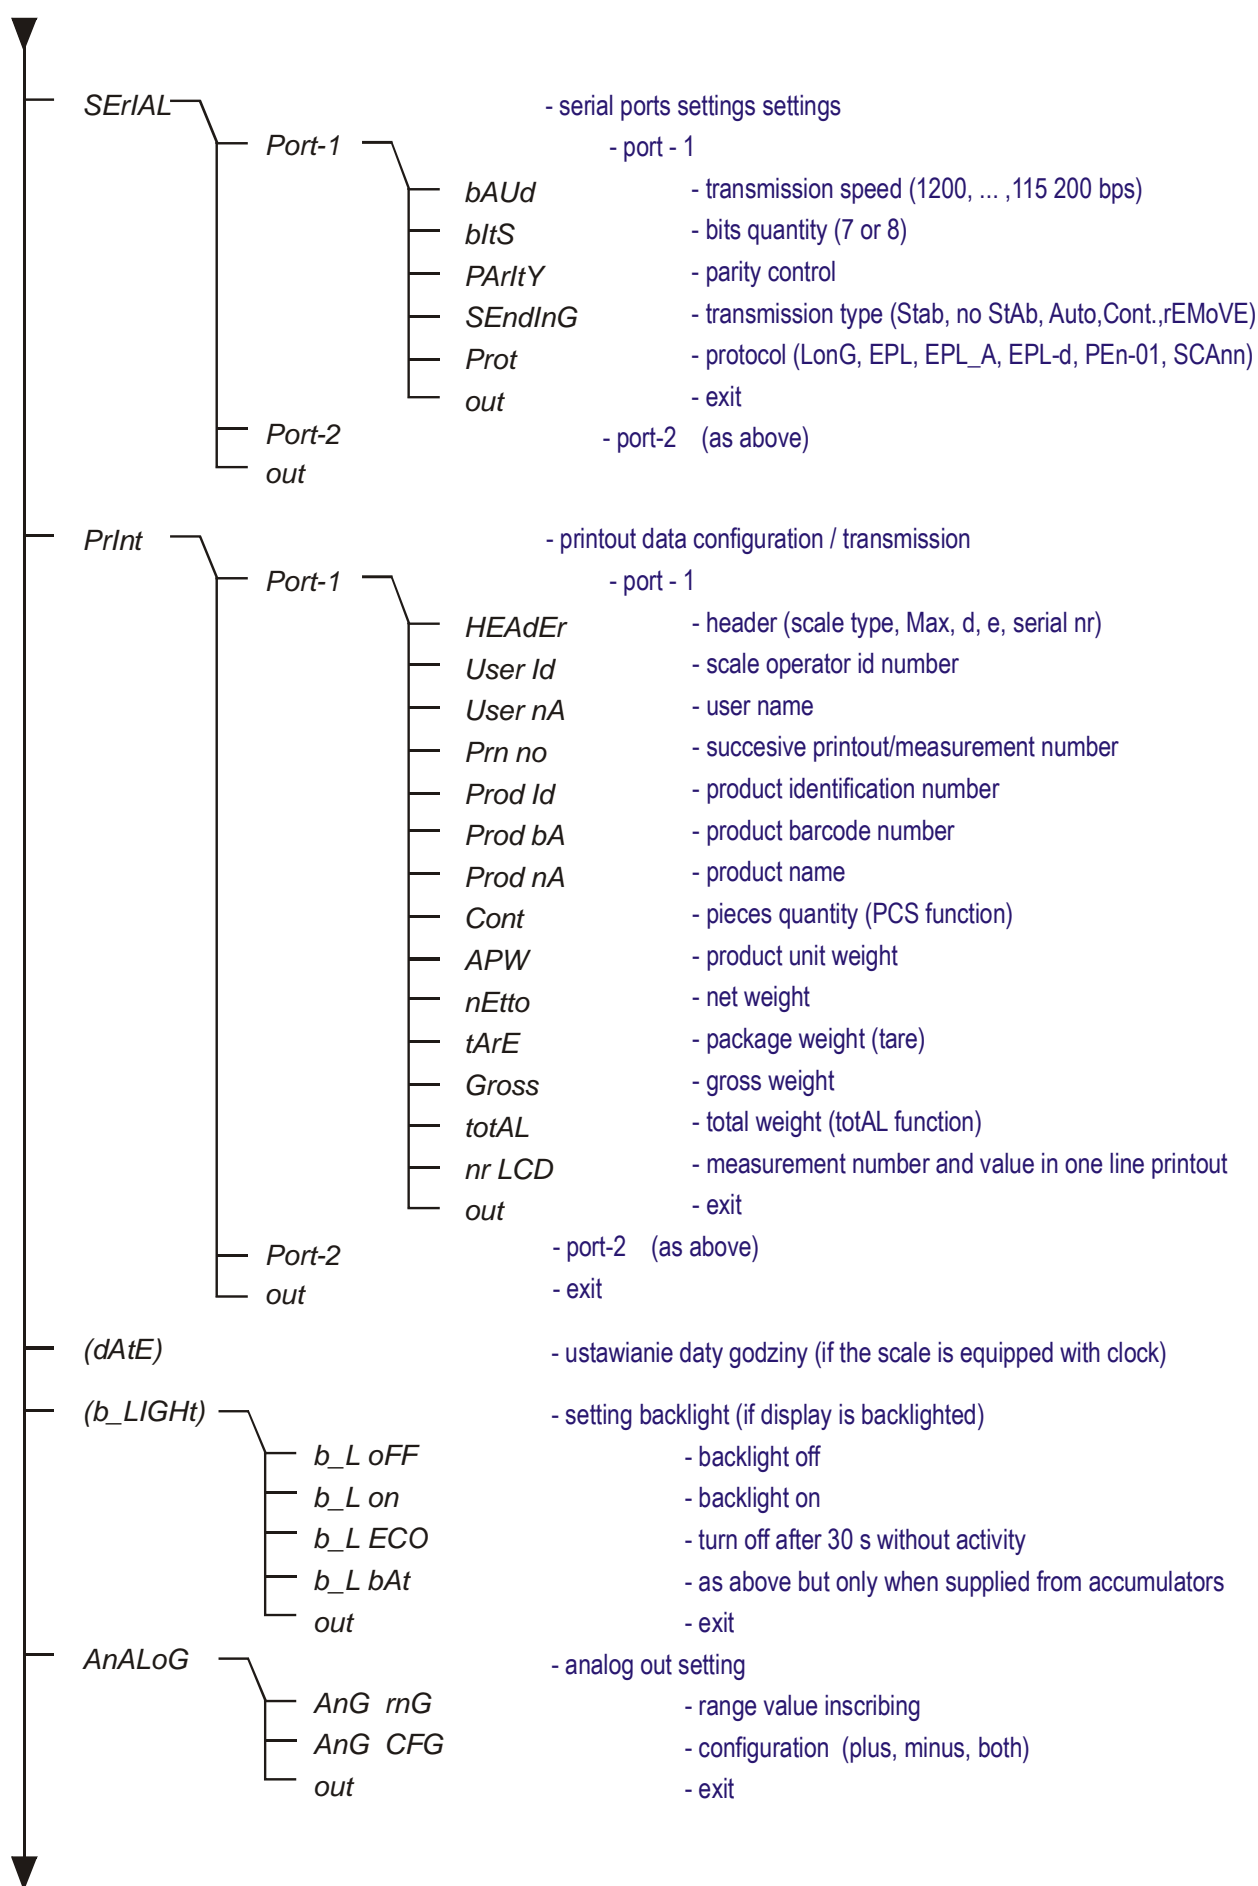 SErIAL - serial ports settings settings
Port-1 - port - 1
bAUd - transmission speed (1200, ... ,115 200 bps)
bItS - bits quantity (7 or 8)
PArItY - parity control
SEndInG - transmission type (Stab, no StAb, Auto,Cont.,rEMoVE)
Prot - protocol (LonG, EPL, EPL_A, EPL-d, PEn-01, SCAnn)
out - exit
Port-2 - port-2 (as above)
out
PrInt - printout data configuration / transmission
Port-1 - port - 1
HEAdEr - header (scale type, Max, d, e, serial nr)
User Id - scale operator id number
User nA - user name
Prn no - succesive printout/measurement number
Prod Id - product identification number
Prod bA - product barcode number
Prod nA - product name
Cont - pieces quantity (PCS function)
APW - product unit weight
nEtto - net weight
tArE - package weight (tare)
Gross - gross weight
totAL - total weight (totAL function)
nr LCD - measurement number and value in one line printout
out - exit
Port-2 - port-2 (as above)
out - exit
(dAtE) - ustawianie daty godziny (if the scale is equipped with clock)
(b_LIGHt) - setting backlight (if display is backlighted)
b_L oFF - backlight off
b_L on - backlight on
b_L ECO - turn off after 30 s without activity
b_L bAt - as above but only when supplied from accumulators
out - exit
AnALoG - analog out setting
AnG rnG - range value inscribing
AnG CFG - configuration (plus, minus, both)
out - exit